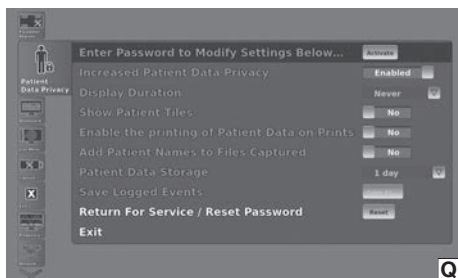 Enter Password to Modify Settings Below... Activate
Patient Data Privacy
Increased Patient Data Privacy Enabled
Display Duration Never
Show Patient Tiles No
Enable the printing of Patient Data on Prints No
Add Patient Names to Files Captured No
Patient Data Storage 1 day
Save Logged Events
Return For Service / Reset Password Reset
Exit
Q